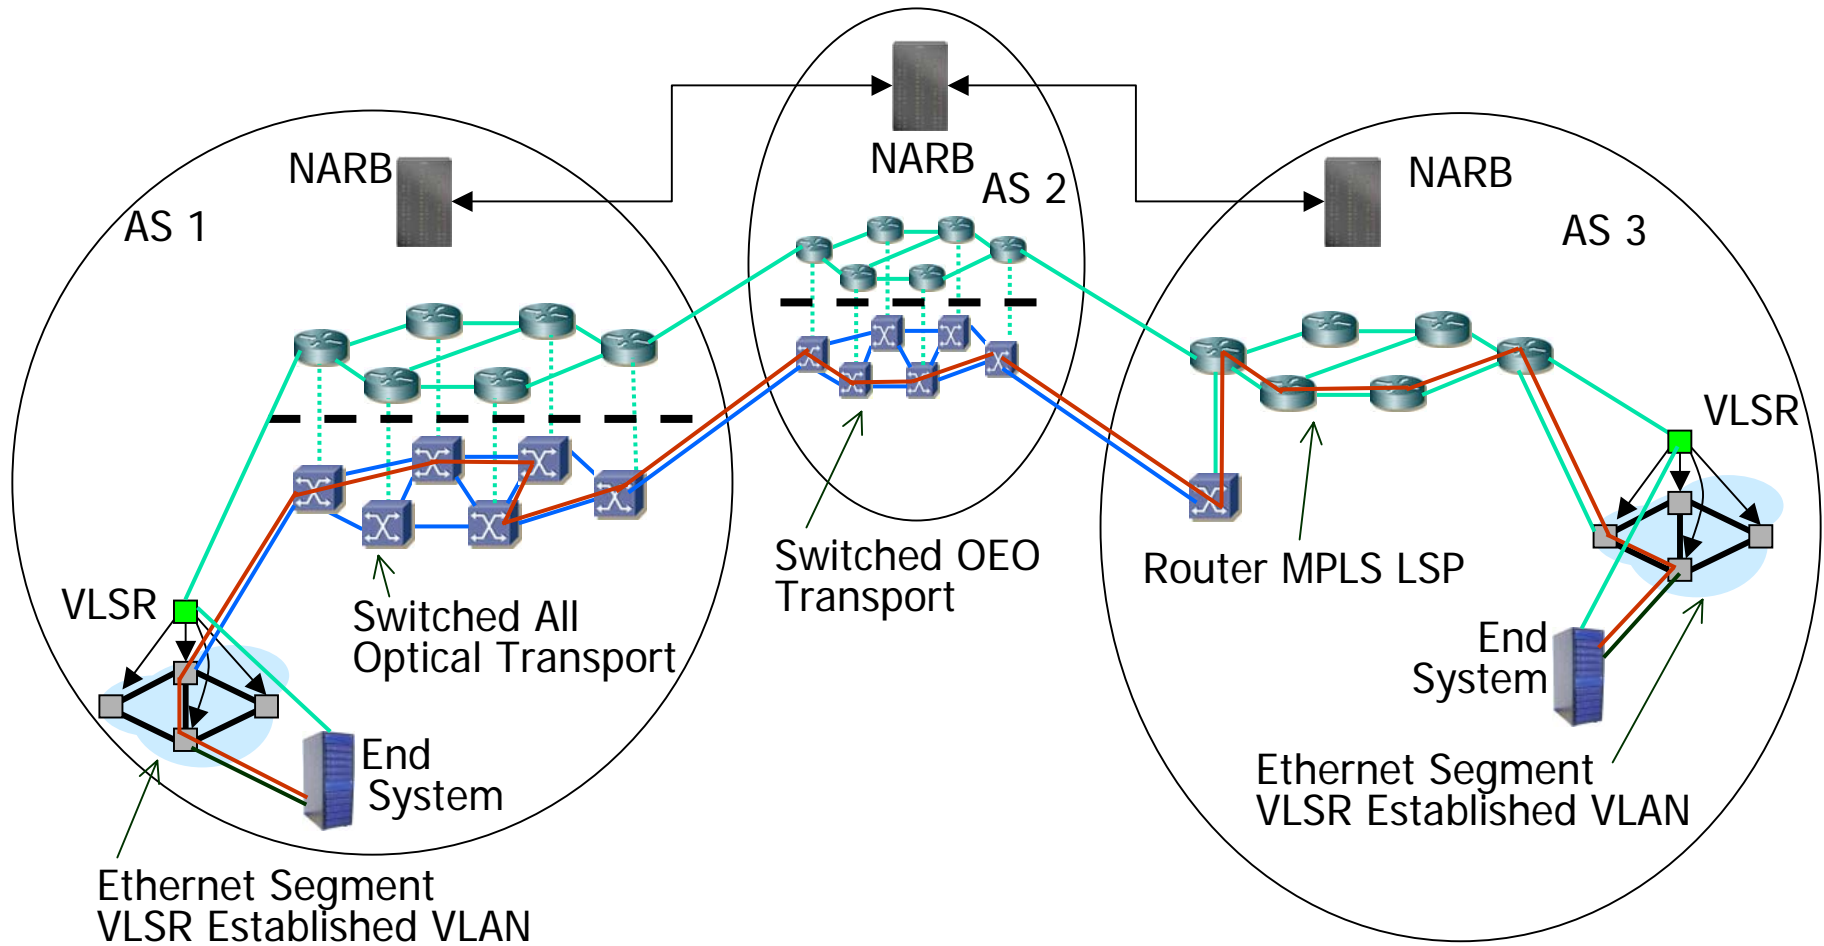 NARB
NARB
NARB
AS 1
AS 2
AS 3
VLSR
VLSR
Switched All
Optical Transport
Switched OEO
Transport
Router MPLS LSP
End
System
End
System
Ethernet Segment
VLSR Established VLAN
Ethernet Segment
VLSR Established VLAN